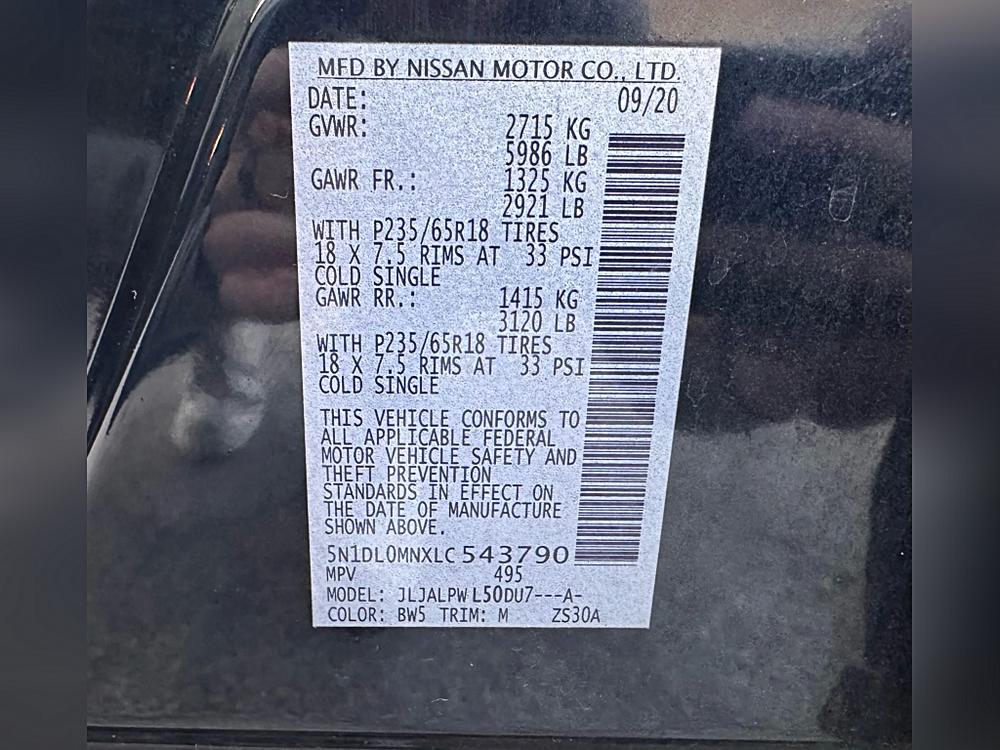 MFD BY NISSAN MOTOR CO., LTD.
DATE: 09/20
GVWR: 2715 KG
5986 LB
GAWR FR.: 1325 KG
2921 LB
WITH P235/65R18 TIRES
18 X 7.5 RIMS AT 33 PSI
COLD SINGLE
GAWR RR.: 1415 KG
3120 LB
WITH P235/65R18 TIRES
18 X 7.5 RIMS AT 33 PSI
COLD SINGLE
THIS VEHICLE CONFORMS TO
ALL APPLICABLE FEDERAL
MOTOR VEHICLE SAFETY AND
THEFT PREVENTION
STANDARDS IN EFFECT ON
THE DATE OF MANUFACTURE
SHOWN ABOVE.
5N1DL0MNXLC 543790
MPV 495
MODEL: JLJALPWL50DU7---A-
COLOR: BW5 TRIM: M ZS30A